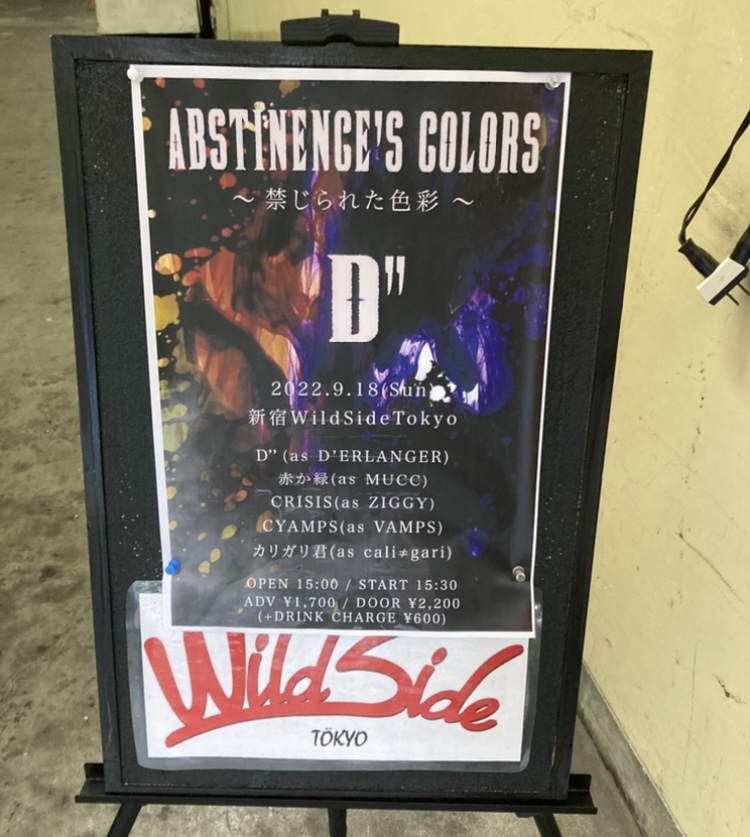 ABSTINENCE'S COLORS
～ 禁じられた色彩 ～
D"
2022.9.18(Sun)
新宿WildSideTokyo
D"(as D'ERLANGER)
赤か緑(as MUCC)
CRISIS(as ZIGGY)
CYAMPS(as VAMPS)
カリガリ君(as cali≠gari)
OPEN 15:00 / START 15:30
ADV ¥1,700 / DOOR ¥2,200
(+DRINK CHARGE ¥600)
Wild Side
TÖKYO